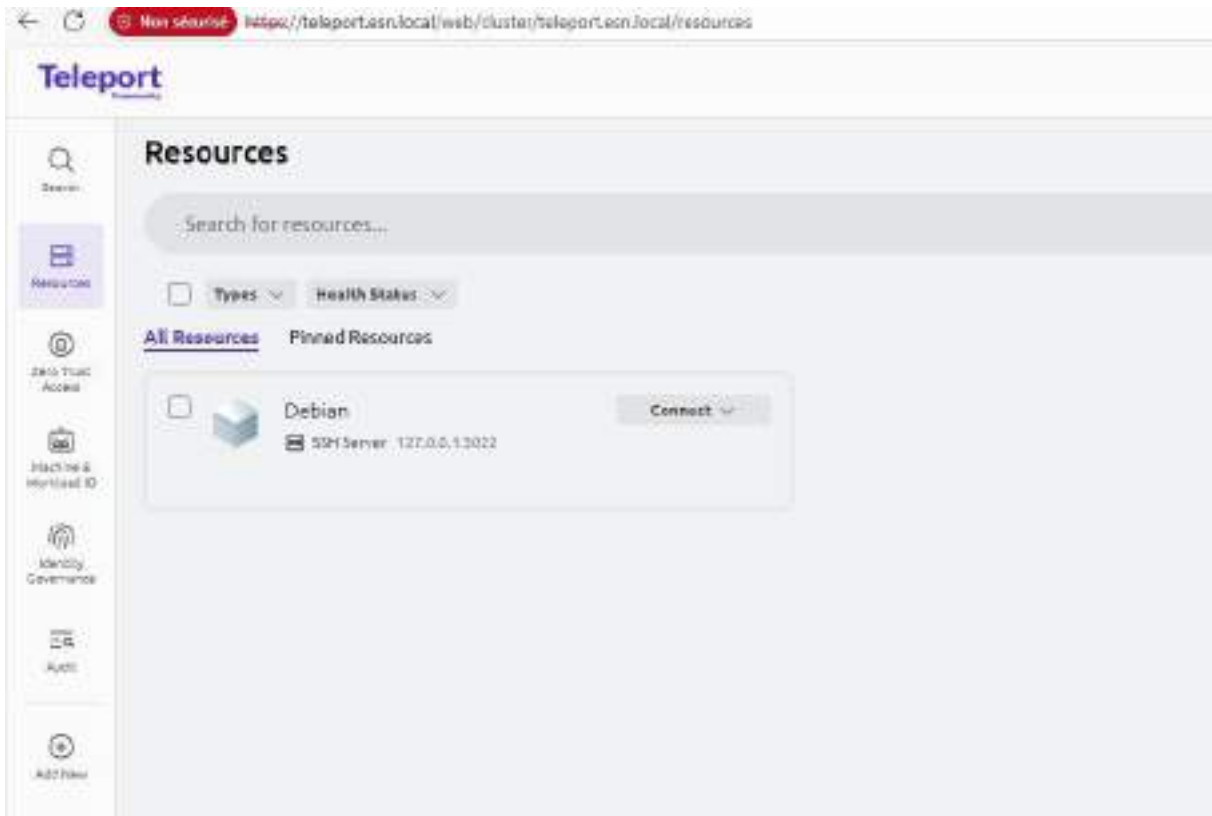 Non sécurisé https://teleport.esn.local/web/cluster/teleport.esn.local/resources
Teleport
Community
Resources
Search for resources...
Search
Resources
Types
Health Status
All Resources Pinned Resources
Zero Trust
Access
Debian
Connect
SSH Server 127.0.0.1:3022
Machine &
Workload ID
Identity
Governance
Audit
Add New